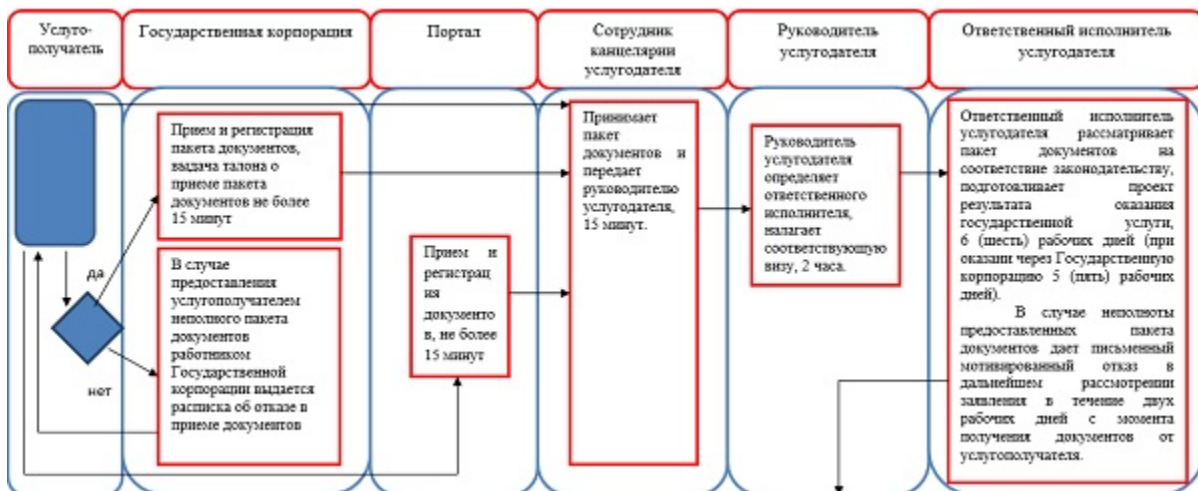 Услуго-
получатель
Государственная корпорация
Портал
Сотрудник
канцелярии
услугодателя
Руководитель
услугодателя
Ответственный исполнитель
услугодателя
да
нет
Прием и регистрация
пакета документов,
выдача талона о
приеме пакета
документов не более
15 минут
В случае
предоставления
услугополучателем
неполного пакета
документов
работником
Государственной
корпорации выдается
расписка об отказе в
приеме документов
Прием и
регистрац
ия
документо
в, не более
15 минут
Принимает
пакет
документов и
передает
руководителю
услугодателя,
15 минут.
Руководитель
услугодателя
определяет
ответственного
исполнителя,
налагает
соответствующую
визу, 2 часа.
Ответственный исполнитель
услугодателя рассматривает
пакет документов на
соответствие законодательству,
подготовливает проект
результата оказания
государственной услуги,
6 (шесть) рабочих дней (при
оказани через Государственную
корпорацию 5 (пять) рабочих
дней).
В случае неполноты
предоставленных пакета
документов дает письменный
мотивированный отказ в
дальнейшем рассмотрении
заявления в течение двух
рабочих дней с момента
получения документов от
услугополучателя.